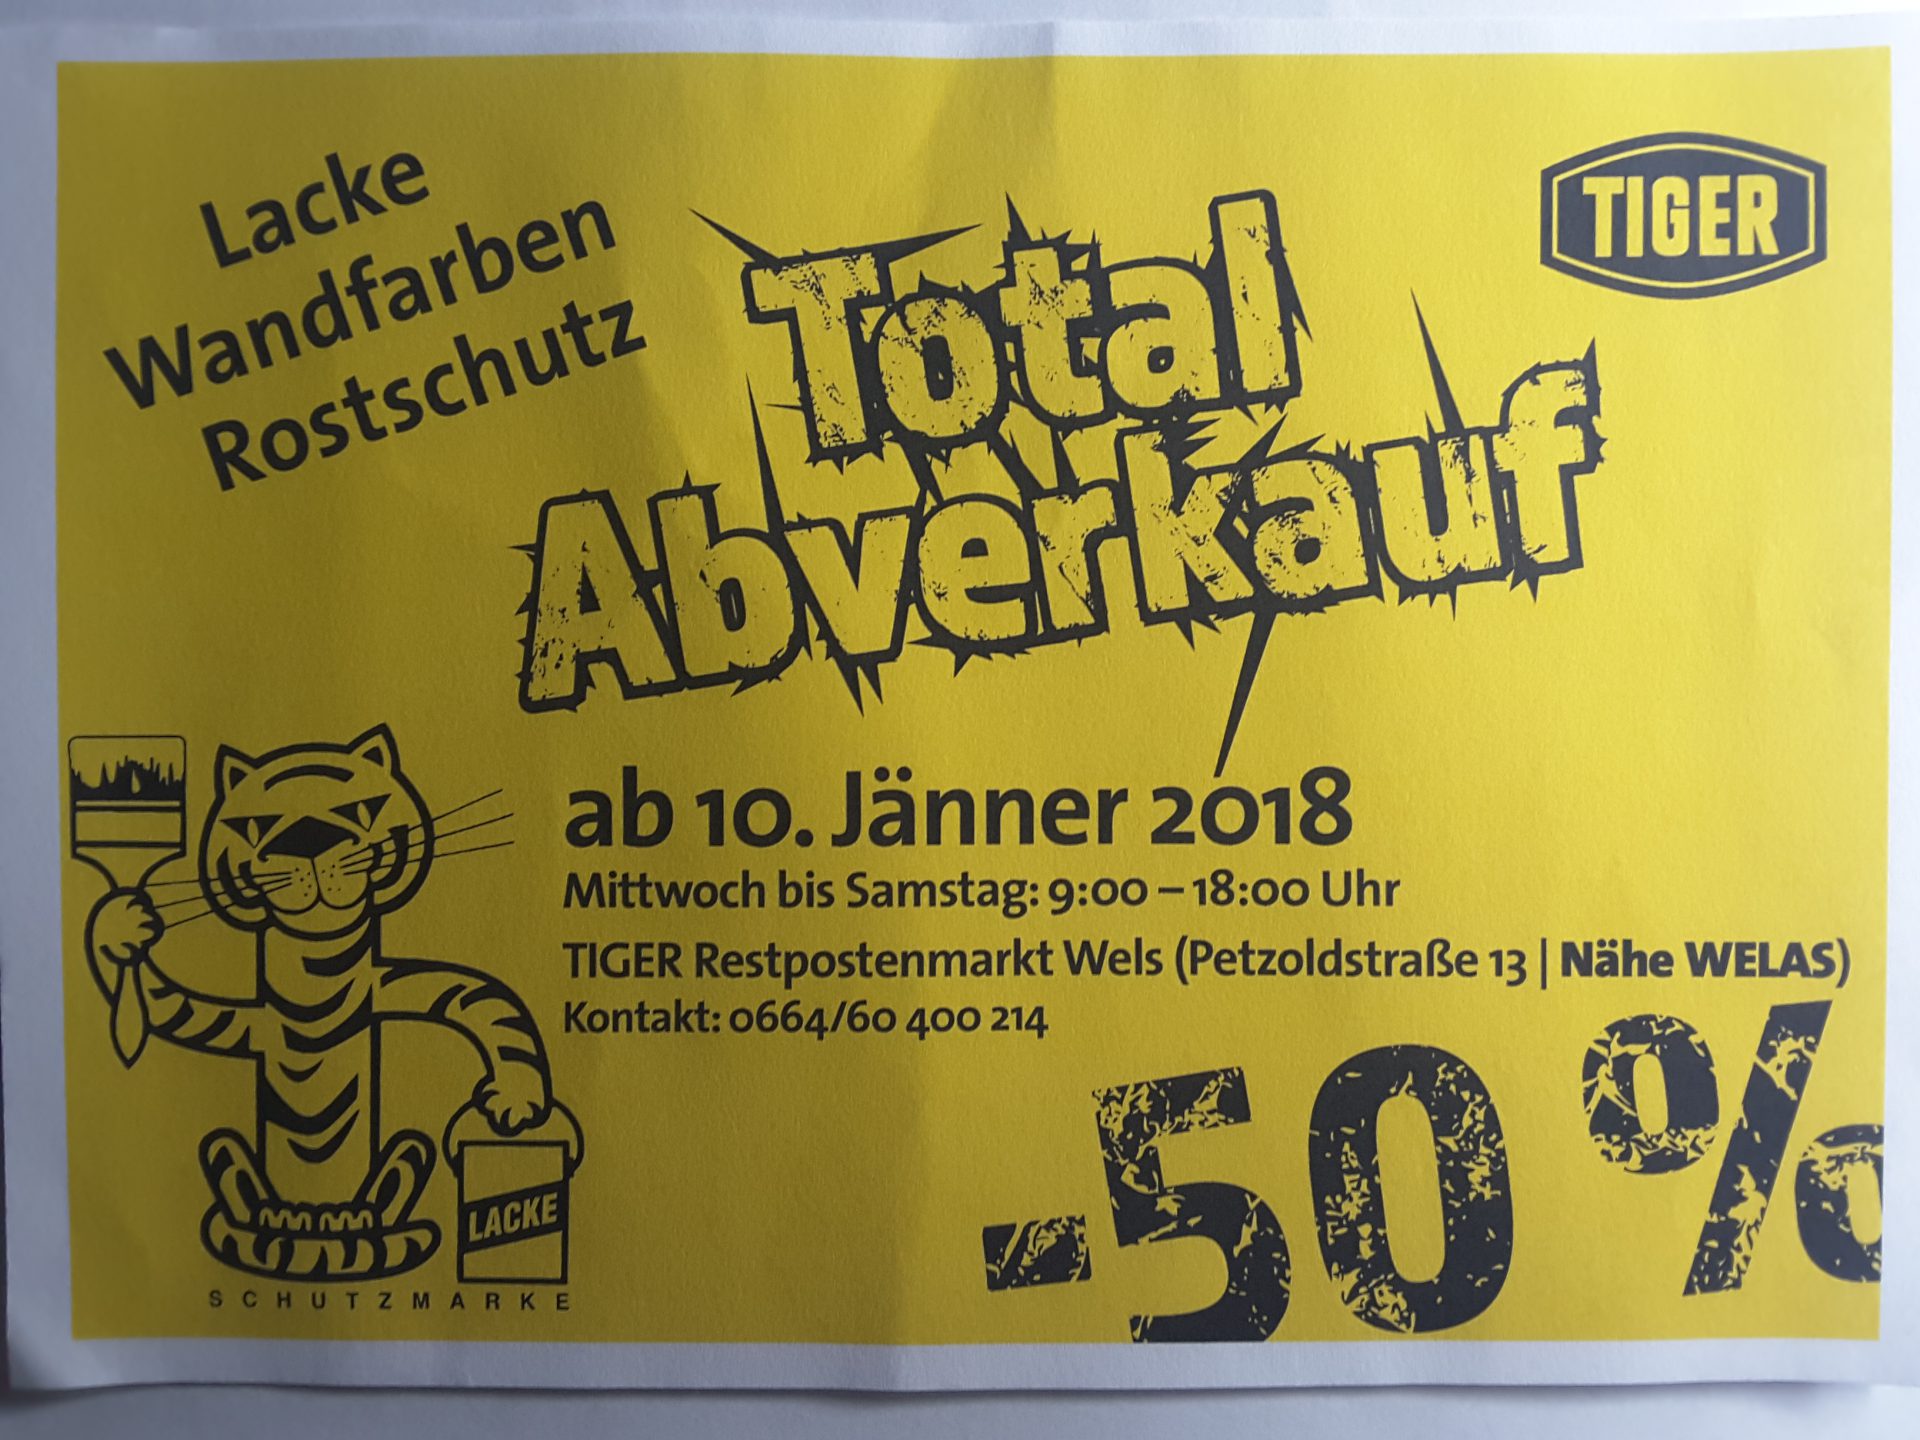 Lacke
Wandfarben
Rostschutz
TIGER
Total
Abverkauf
ab 10. Jänner 2018
Mittwoch bis Samstag: 9:00 – 18:00 Uhr
TIGER Restpostenmarkt Wels (Petzoldstraße 13 | Nähe WELAS)
Kontakt: 0664/60 400 214
-50 %
LACKE
SCHUTZMARKE